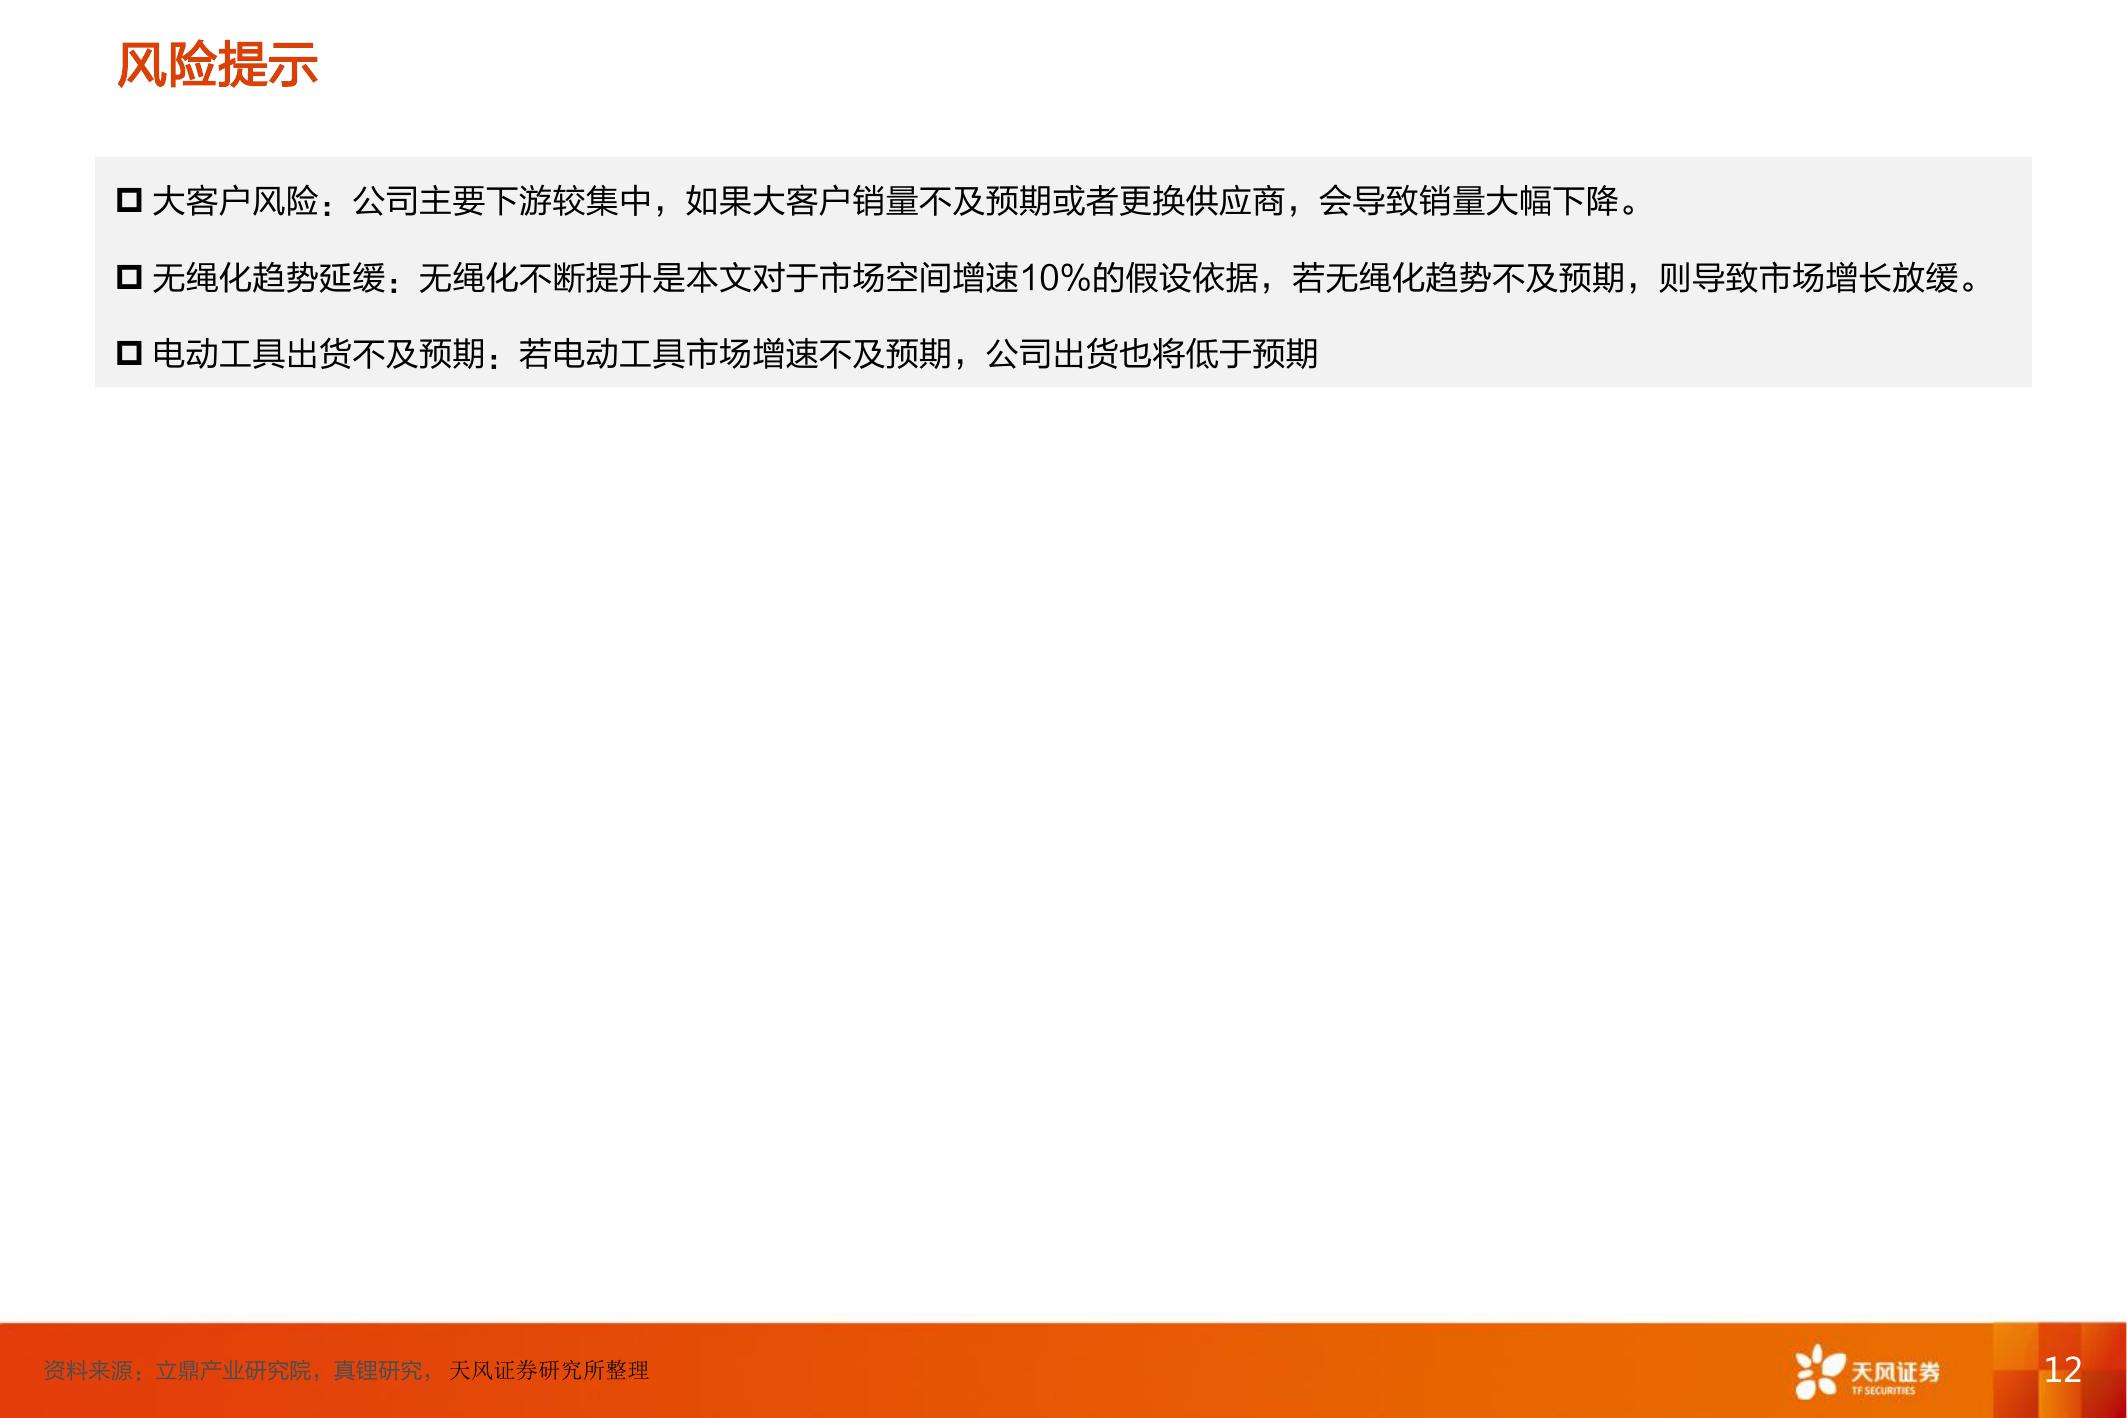 风险提示
大客户风险：公司主要下游较集中，如果大客户销量不及预期或者更换供应商，会导致销量大幅下降。
无绳化趋势延缓：无绳化不断提升是本文对于市场空间增速10%的假设依据，若无绳化趋势不及预期，则导致市场增长放缓。
电动工具出货不及预期：若电动工具市场增速不及预期，公司出货也将低于预期
资料来源：立鼎产业研究院，真锂研究，天风证券研究所整理
天风证券
TF SECURITIES
12